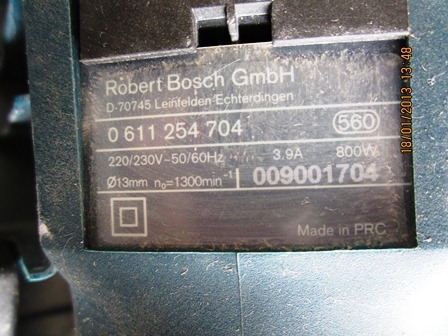 Robert Bosch GmbH
D-70745 Leinfelden-Echterdingen
0 611 254 704 560
220/230V~50/60Hz 3.9A 800W
Ø13mm n₀=1300min⁻¹ 009001704
Made in PRC
18/01/2013 13:48